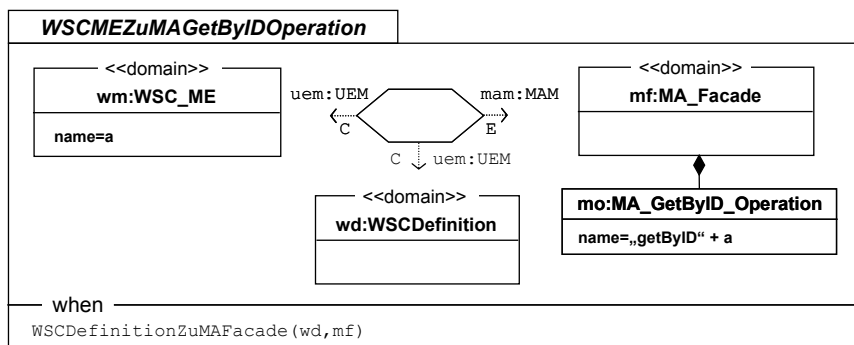 WSCMEZuMAGetByIDOperation
<<domain>>
wm:WSC_ME
name=a
uem:UEM
C
mam:MAM
E
C
uem:UEM
<<domain>>
mf:MA_Facade
<<domain>>
wd:WSCDefinition
mo:MA_GetByID_Operation
name=„getByID“ + a
when
WSCDefinitionZuMAFacade(wd,mf)